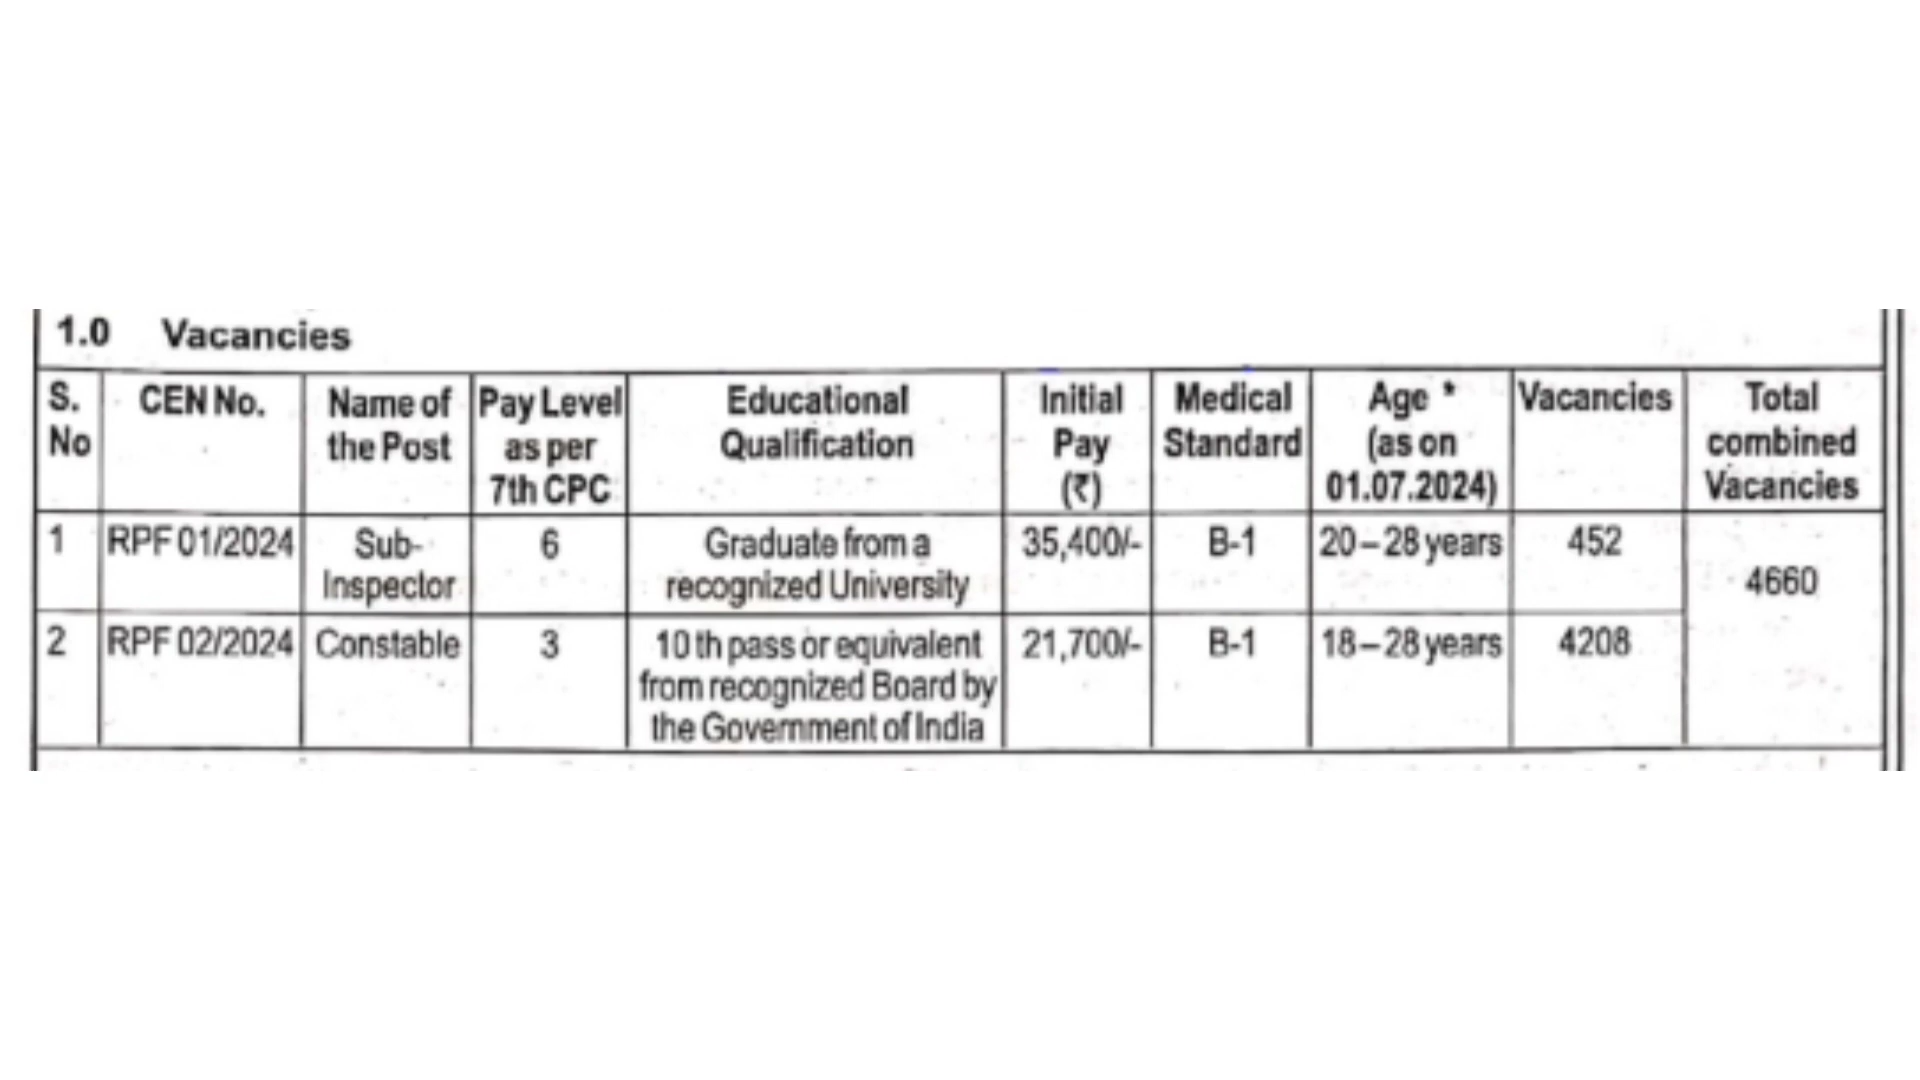 1.0 Vacancies
S. No | CEN No. | Name of the Post | Pay Level as per 7th CPC | Educational Qualification | Initial Pay (₹) | Medical Standard | Age * (as on 01.07.2024) | Vacancies | Total combined Vacancies
1 | RPF 01/2024 | Sub-Inspector | 6 | Graduate from a recognized University | 35,400/- | B-1 | 20 – 28 years | 452 | 4660
2 | RPF 02/2024 | Constable | 3 | 10 th pass or equivalent from recognized Board by the Government of India | 21,700/- | B-1 | 18 – 28 years | 4208